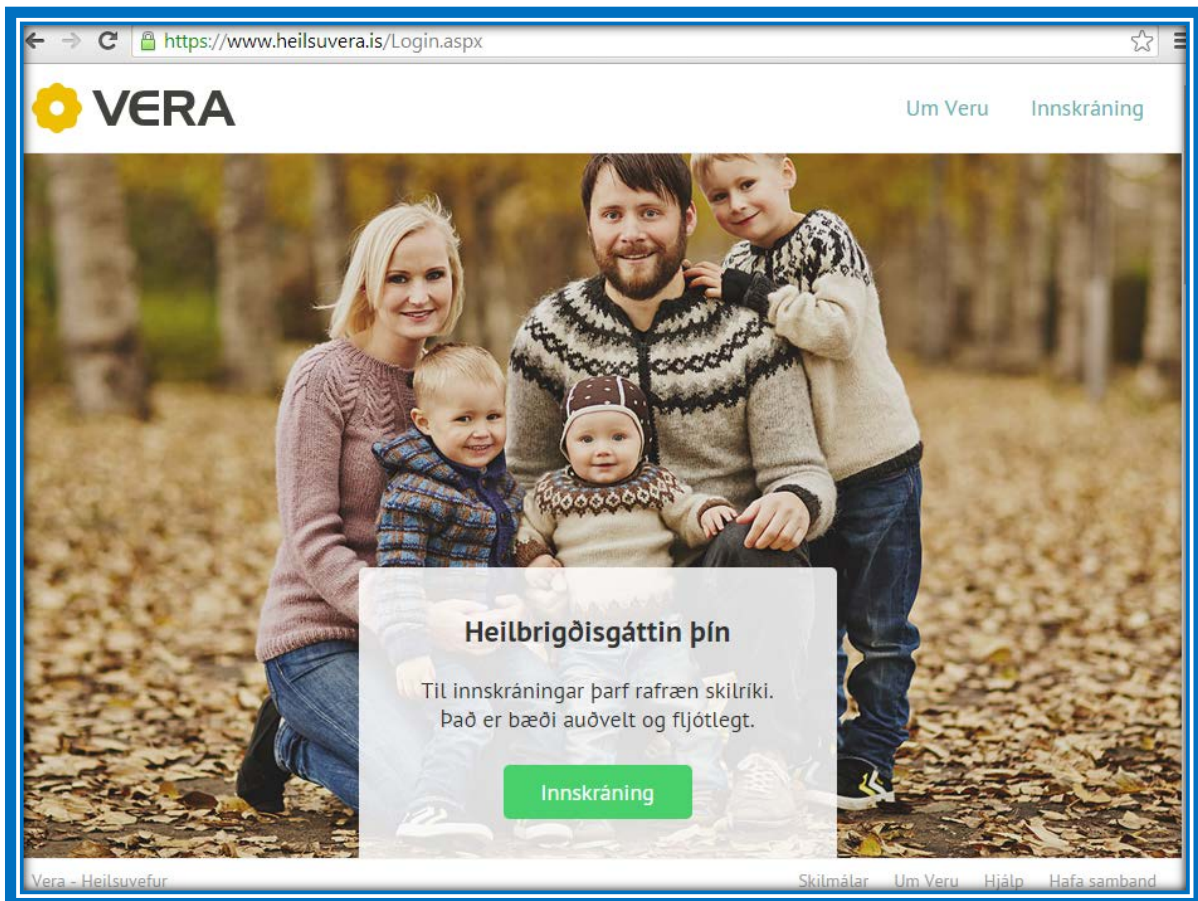 https://www.heilsuvera.is/Login.aspx
VERA
Um Veru Innskráning
Heilbrigðisgáttin þín
Til innskráningar þarf rafræn skilríki.
Það er bæði auðvelt og fljótlegt.
Innskráning
Vera - Heilsuvefur Skilmálar Um Veru Hjálp Hafa samband